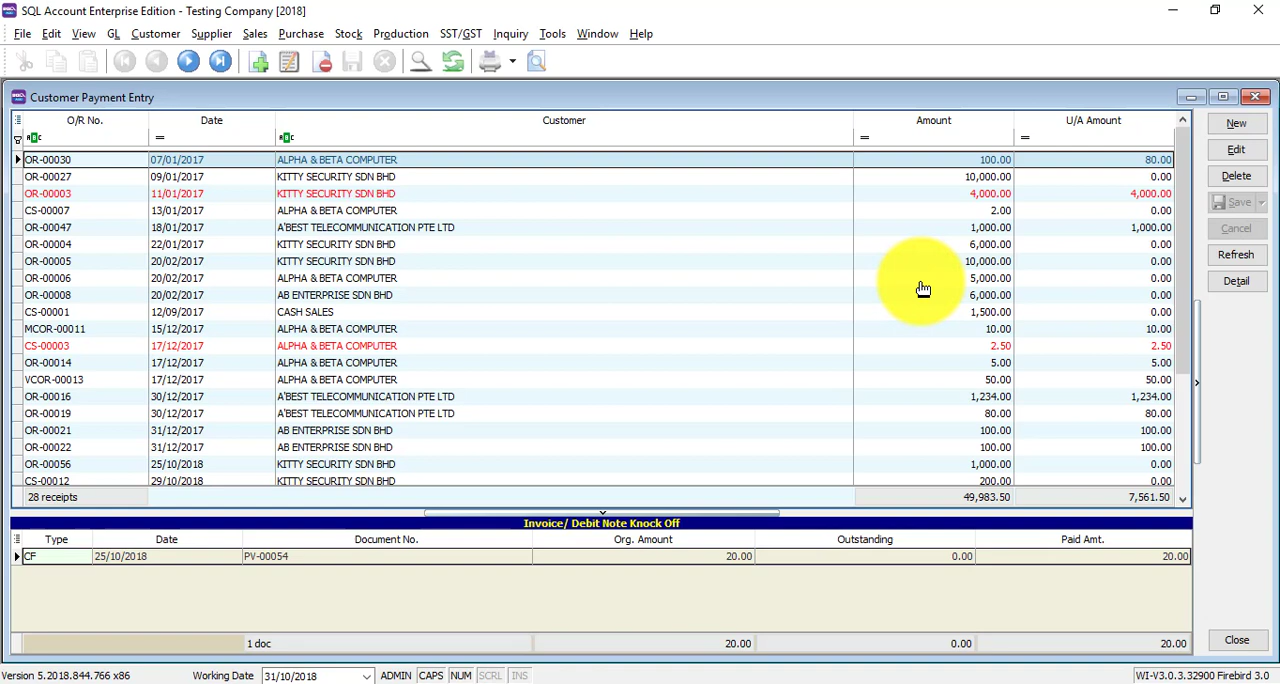 SQL Account Enterprise Edition - Testing Company [2018]
File Edit View GL Customer Supplier Sales Purchase Stock Production SST/GST Inquiry Tools Window Help
Customer Payment Entry
O/R No. Date Customer Amount U/A Amount
= = =
OR-00030 07/01/2017 ALPHA & BETA COMPUTER 100.00 80.00
OR-00027 09/01/2017 KITTY SECURITY SDN BHD 10,000.00 0.00
OR-00003 11/01/2017 KITTY SECURITY SDN BHD 4,000.00 4,000.00
CS-00007 13/01/2017 ALPHA & BETA COMPUTER 2.00 0.00
OR-00047 18/01/2017 A'BEST TELECOMMUNICATION PTE LTD 1,000.00 1,000.00
OR-00004 22/01/2017 KITTY SECURITY SDN BHD 6,000.00 0.00
OR-00005 20/02/2017 KITTY SECURITY SDN BHD 10,000.00 0.00
OR-00006 20/02/2017 ALPHA & BETA COMPUTER 5,000.00 0.00
OR-00008 20/02/2017 AB ENTERPRISE SDN BHD 6,000.00 0.00
CS-00001 12/09/2017 CASH SALES 1,500.00 0.00
MCOR-00011 15/12/2017 ALPHA & BETA COMPUTER 10.00 10.00
CS-00003 17/12/2017 ALPHA & BETA COMPUTER 2.50 2.50
OR-00014 17/12/2017 ALPHA & BETA COMPUTER 5.00 5.00
VCOR-00013 17/12/2017 ALPHA & BETA COMPUTER 50.00 50.00
OR-00016 30/12/2017 A'BEST TELECOMMUNICATION PTE LTD 1,234.00 1,234.00
OR-00019 30/12/2017 A'BEST TELECOMMUNICATION PTE LTD 80.00 80.00
OR-00021 31/12/2017 AB ENTERPRISE SDN BHD 100.00 100.00
OR-00022 31/12/2017 AB ENTERPRISE SDN BHD 100.00 100.00
OR-00056 25/10/2018 KITTY SECURITY SDN BHD 1,000.00 0.00
CS-00012 29/10/2018 KITTY SECURITY SDN BHD 200.00 0.00
28 receipts 49,983.50 7,561.50
New
Edit
Delete
Save
Cancel
Refresh
Detail
Invoice/ Debit Note Knock Off
Type Date Document No. Org. Amount Outstanding Paid Amt.
CF 25/10/2018 PV-00054 20.00 0.00 20.00
1 doc 20.00 0.00 20.00
Close
Version 5.2018.844.766 x86 Working Date 31/10/2018 ADMIN CAPS NUM SCRL INS WI-V3.0.3.32900 Firebird 3.0